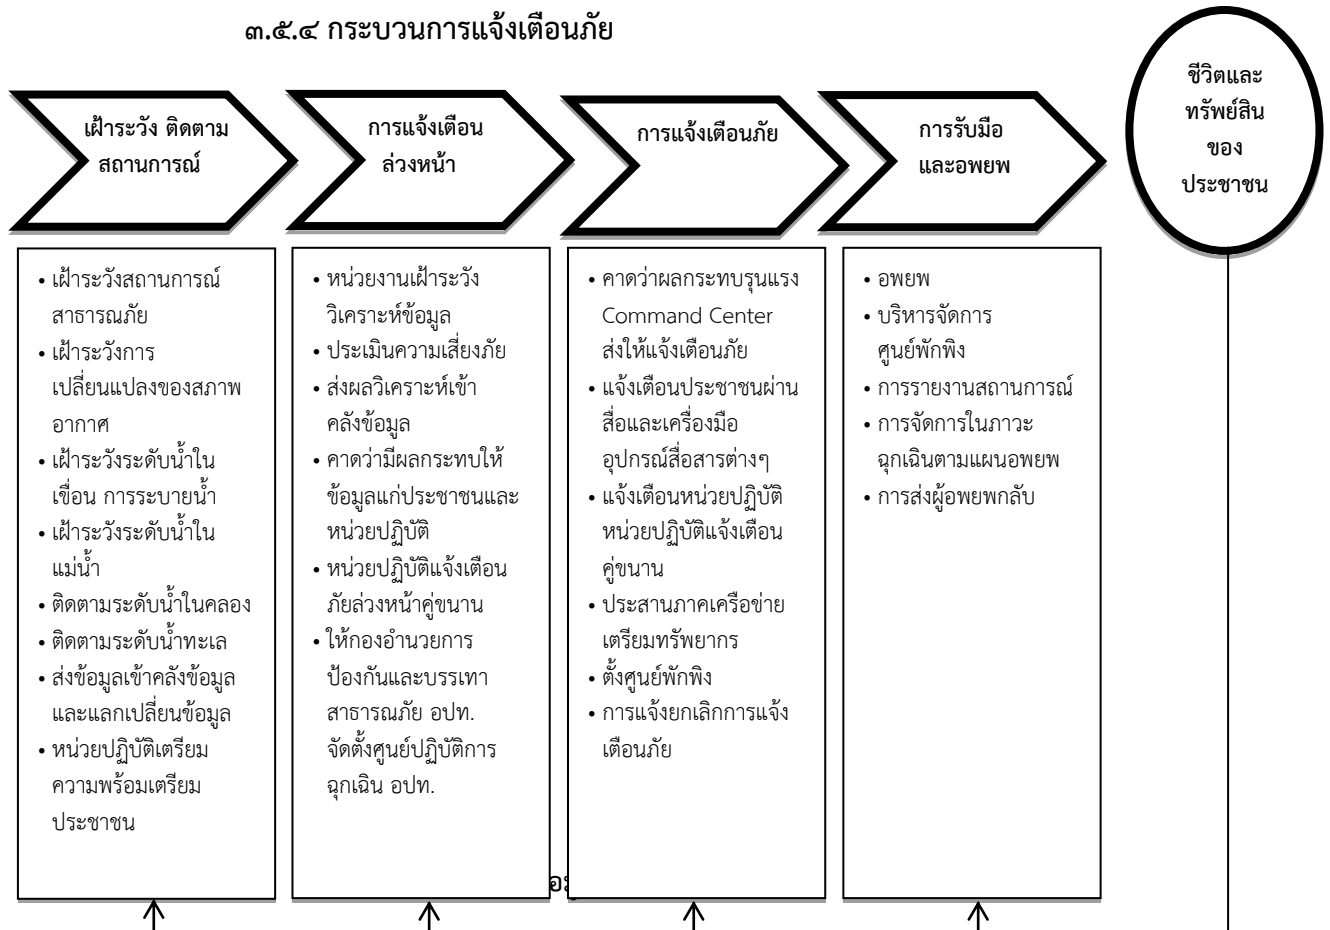 ๓.๕.๔ กระบวนการแจ้งเตือนภัย
เฝ้าระวัง ติดตาม
สถานการณ์
การแจ้งเตือน
ล่วงหน้า
การแจ้งเตือนภัย
การรับมือ
และอพยพ
ชีวิตและ
ทรัพย์สิน
ของ
ประชาชน
• เฝ้าระวังสถานการณ์
สาธารณภัย
• เฝ้าระวังการ
เปลี่ยนแปลงของสภาพ
อากาศ
• เฝ้าระวังระดับน้ำใน
เขื่อน การระบายน้ำ
• เฝ้าระวังระดับน้ำใน
แม่น้ำ
• ติดตามระดับน้ำในคลอง
• ติดตามระดับน้ำทะเล
• ส่งข้อมูลเข้าคลังข้อมูล
และแลกเปลี่ยนข้อมูล
• หน่วยปฏิบัติเตรียม
ความพร้อมเตรียม
ประชาชน
• หน่วยงานเฝ้าระวัง
วิเคราะห์ข้อมูล
• ประเมินความเสี่ยงภัย
• ส่งผลวิเคราะห์เข้า
คลังข้อมูล
• คาดว่ามีผลกระทบให้
ข้อมูลแก่ประชาชนและ
หน่วยปฏิบัติ
• หน่วยปฏิบัติแจ้งเตือน
ภัยล่วงหน้าคู่ขนาน
• ให้กองอำนวยการ
ป้องกันและบรรเทา
สาธารณภัย อปท.
จัดตั้งศูนย์ปฏิบัติการ
ฉุกเฉิน อปท.
• คาดว่าผลกระทบรุนแรง
Command Center
ส่งให้แจ้งเตือนภัย
• แจ้งเตือนประชาชนผ่าน
สื่อและเครื่องมือ
อุปกรณ์สื่อสารต่างๆ
• แจ้งเตือนหน่วยปฏิบัติ
หน่วยปฏิบัติแจ้งเตือน
คู่ขนาน
• ประสานภาคเครือข่าย
เตรียมทรัพยากร
• ตั้งศูนย์พักพิง
• การแจ้งยกเลิกการแจ้ง
เตือนภัย
• อพยพ
• บริหารจัดการ
ศูนย์พักพิง
• การรายงานสถานการณ์
• การจัดการในภาวะ
ฉุกเฉินตามแผนอพยพ
• การส่งผู้อพยพกลับ